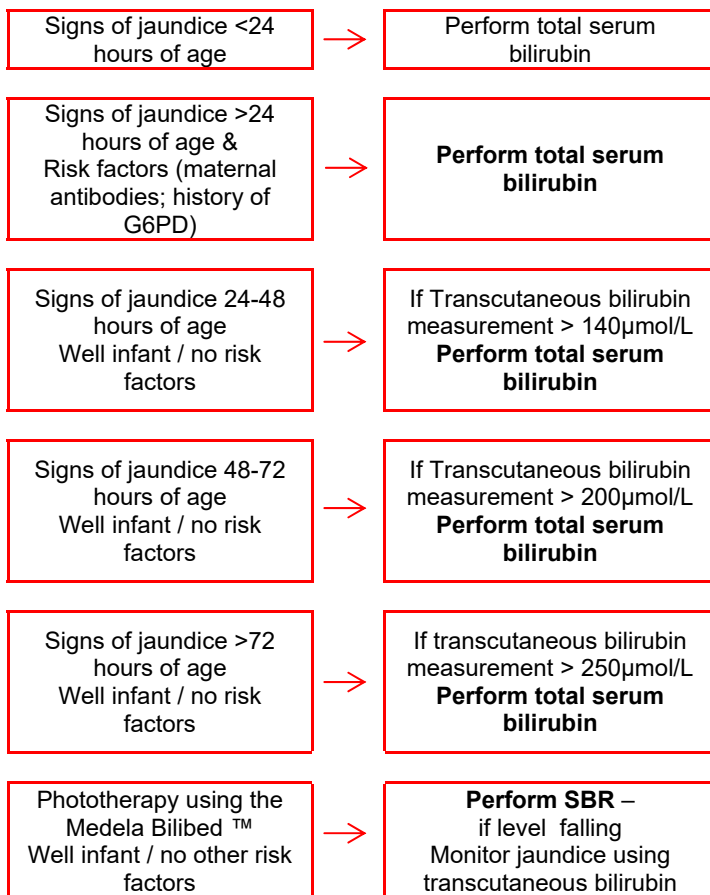 Signs of jaundice <24
hours of age
Perform total serum
bilirubin
Signs of jaundice >24
hours of age &
Risk factors (maternal
antibodies; history of
G6PD)
Perform total serum
bilirubin
Signs of jaundice 24-48
hours of age
Well infant / no risk
factors
If Transcutaneous bilirubin
measurement > 140µmol/L
Perform total serum
bilirubin
Signs of jaundice 48-72
hours of age
Well infant / no risk
factors
If Transcutaneous bilirubin
measurement > 200µmol/L
Perform total serum
bilirubin
Signs of jaundice >72
hours of age
Well infant / no risk
factors
If transcutaneous bilirubin
measurement > 250µmol/L
Perform total serum
bilirubin
Phototherapy using the
Medela Bilibed ™
Well infant / no other risk
factors
Perform SBR –
if level falling
Monitor jaundice using
transcutaneous bilirubin